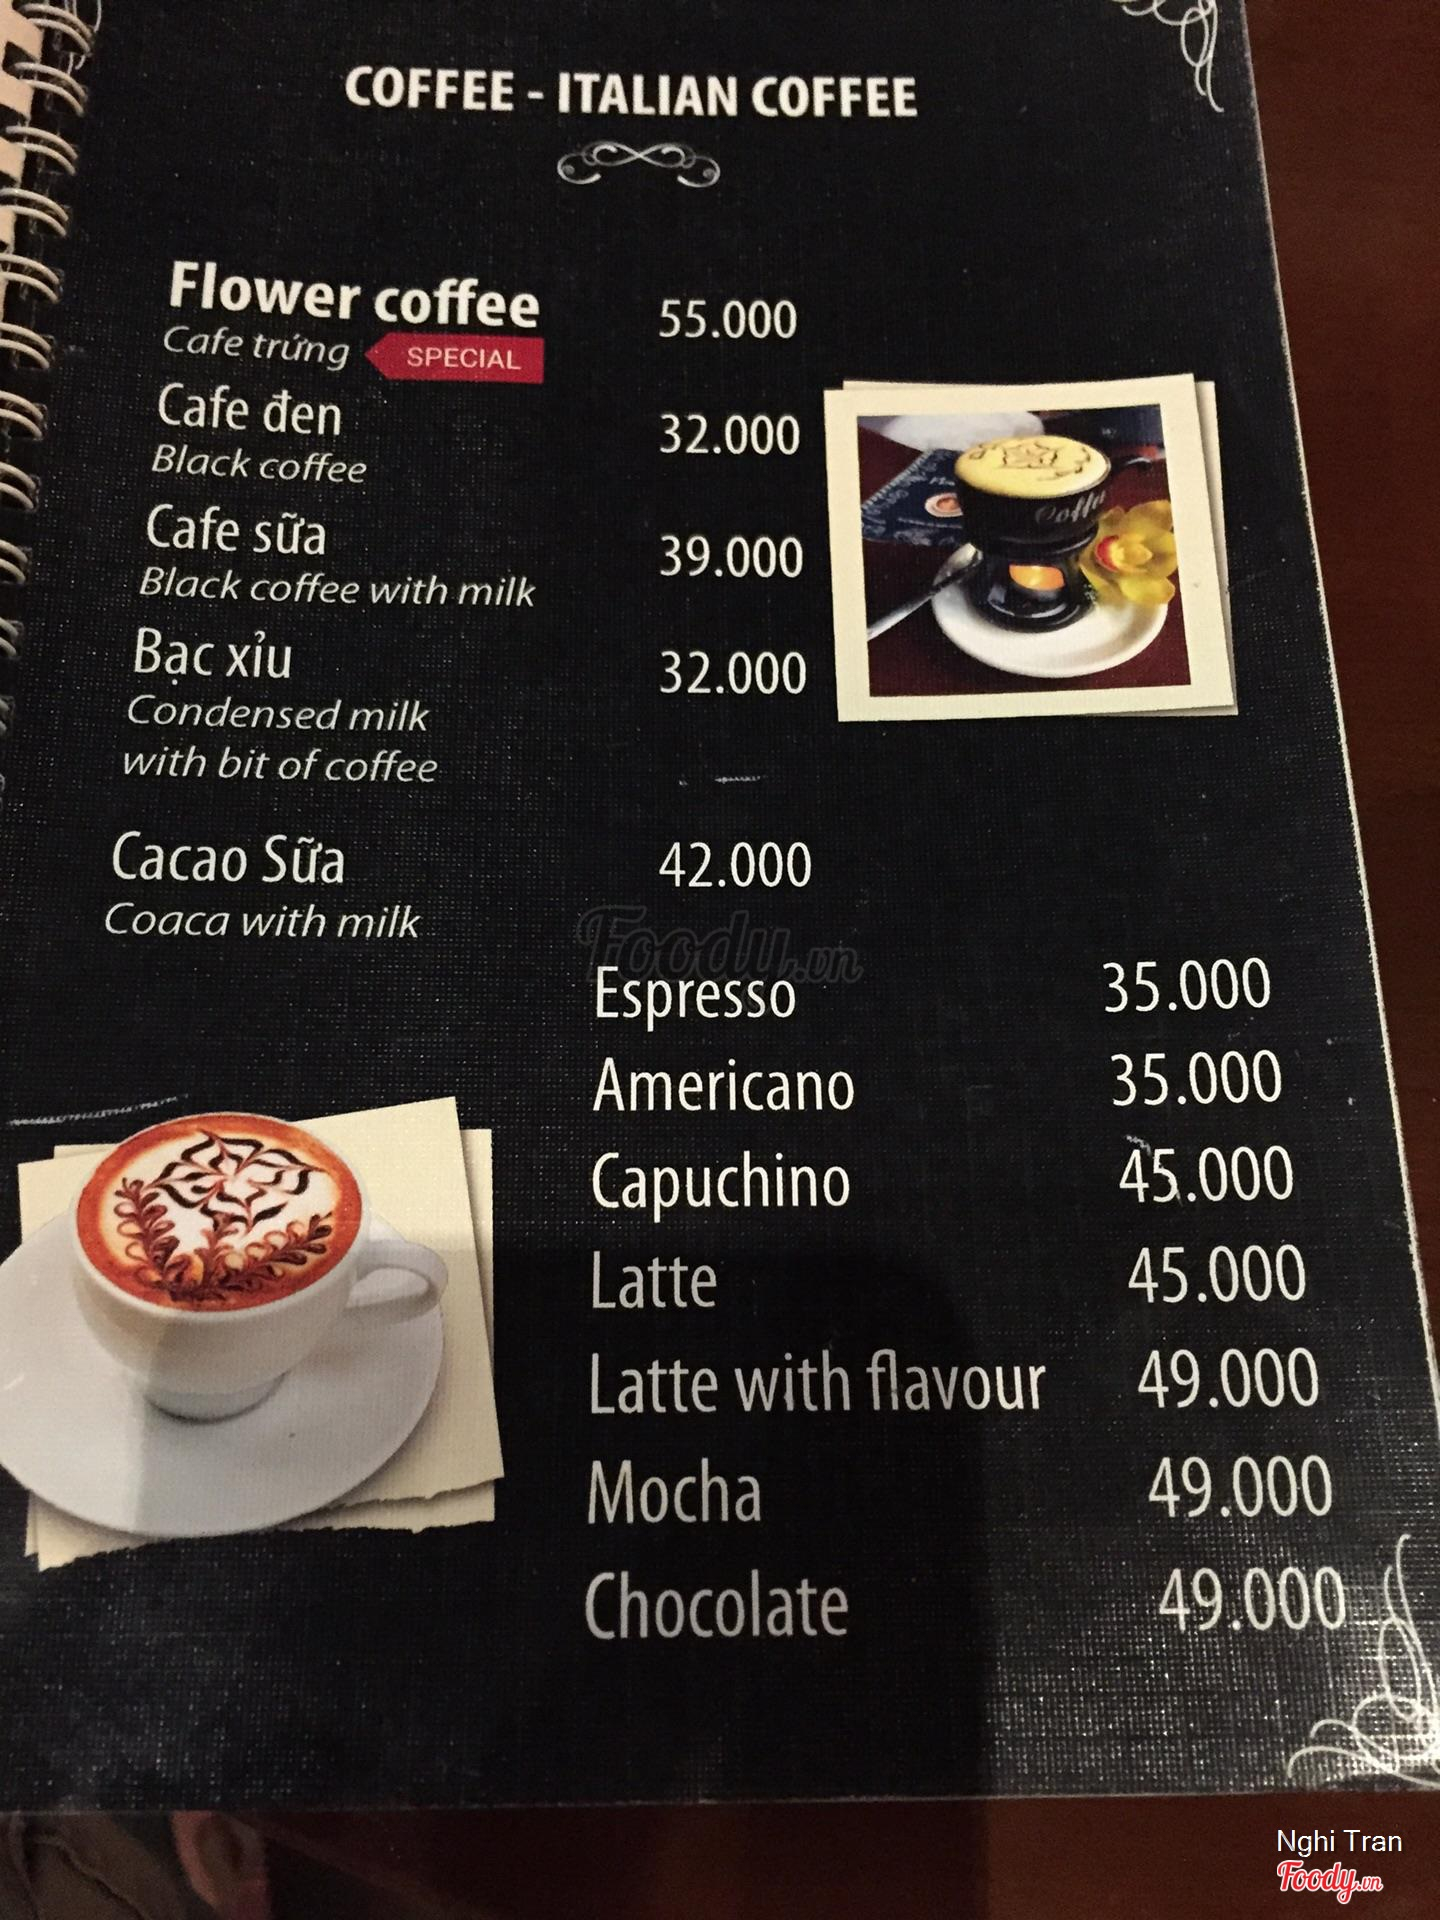 COFFEE - ITALIAN COFFEE
Flower coffee 55.000
Cafe trứng SPECIAL
Cafe đen 32.000
Black coffee
Cafe sữa 39.000
Black coffee with milk
Bạc xỉu 32.000
Condensed milk
with bit of coffee
Cacao Sữa 42.000
Coaca with milk
Foody.vn
Espresso 35.000
Americano 35.000
Capuchino 45.000
Latte 45.000
Latte with flavour 49.000
Mocha 49.000
Chocolate 49.000
Coffee
Nghi Tran
Foody.vn